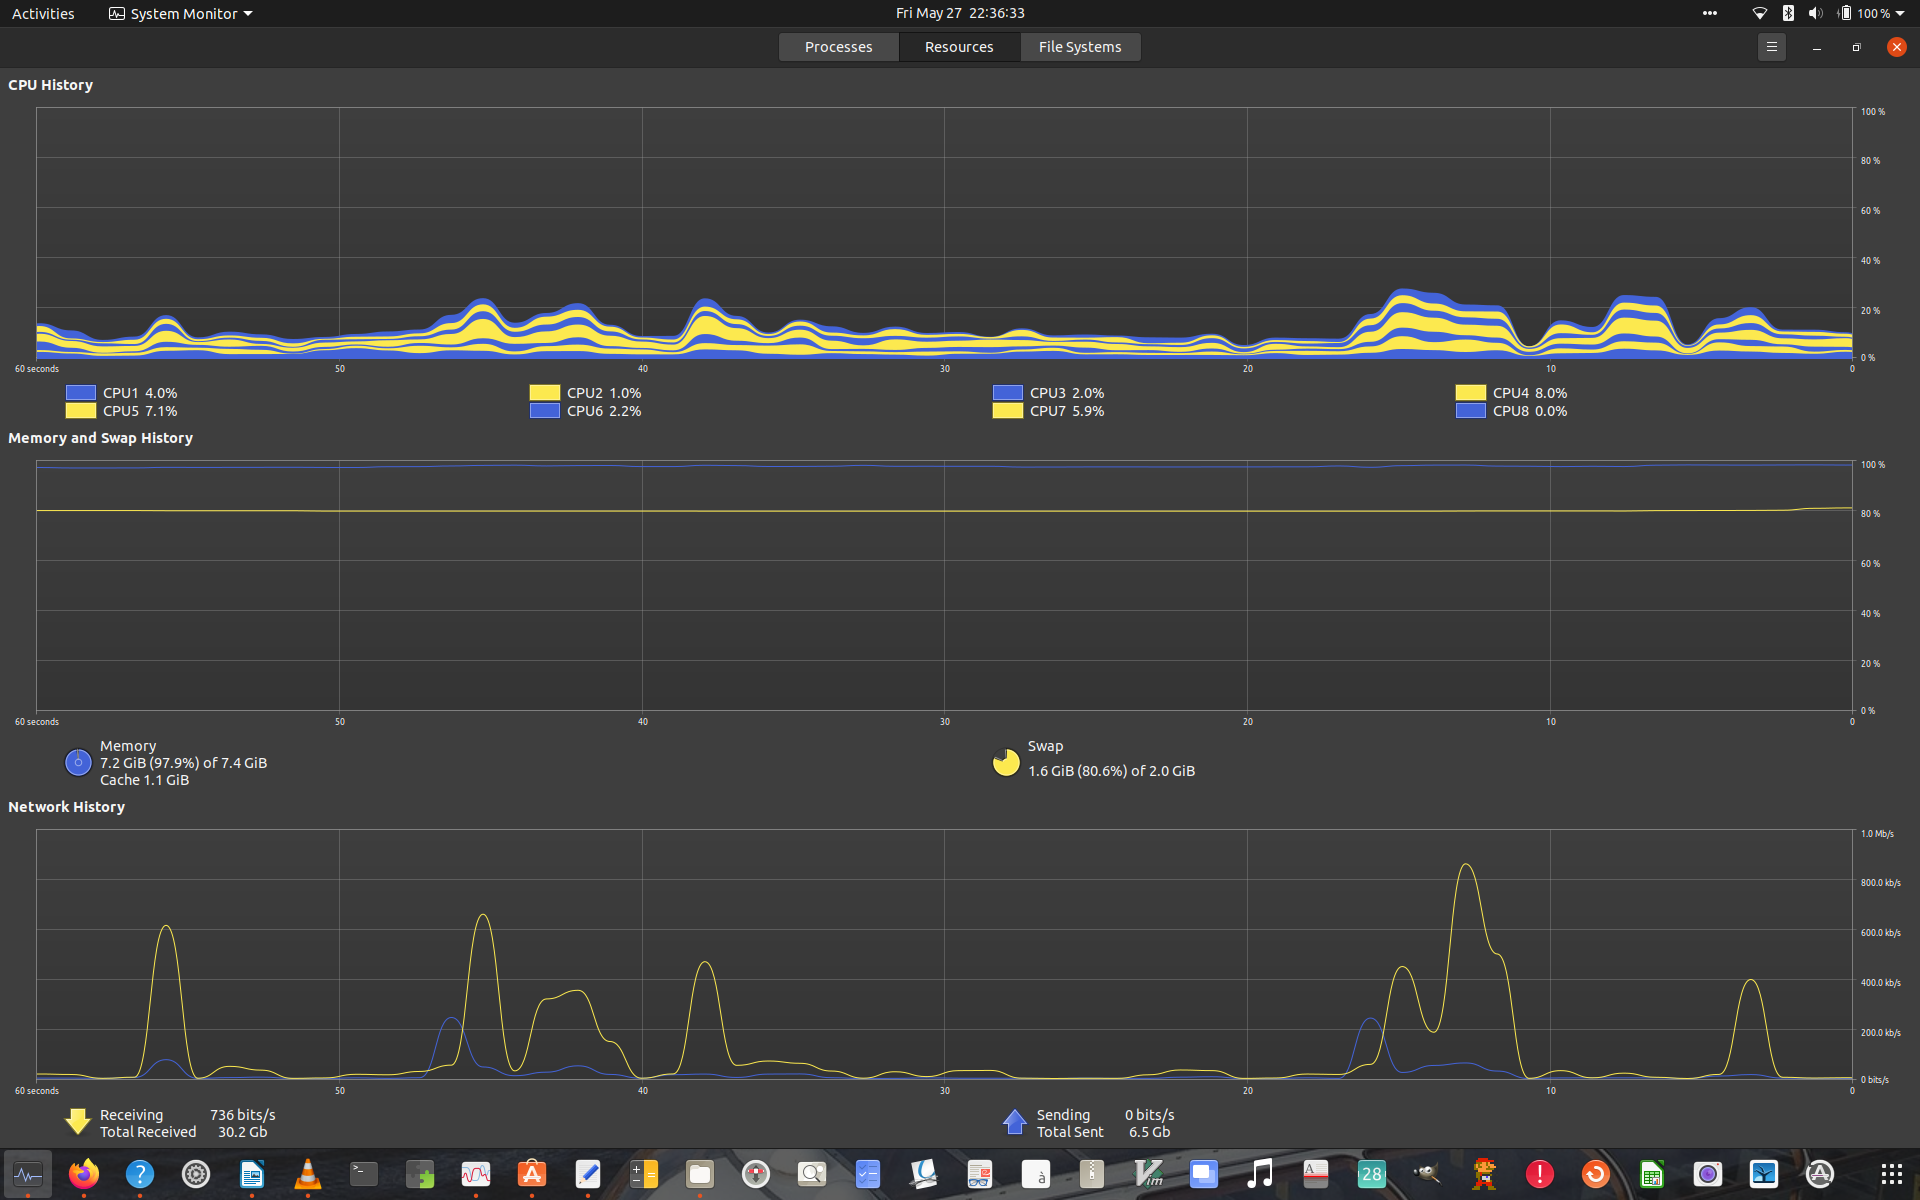 Activities System Monitor Fri May 27 22:36:33 100 %
Processes Resources File Systems
CPU History
100 %
80 %
60 %
40 %
20 %
0 %
60 seconds 50 40 30 20 10 0
CPU1 4.0% CPU2 1.0% CPU3 2.0% CPU4 8.0%
CPU5 7.1% CPU6 2.2% CPU7 5.9% CPU8 0.0%
Memory and Swap History
100 %
80 %
60 %
40 %
20 %
0 %
60 seconds 50 40 30 20 10 0
Memory
7.2 GiB (97.9%) of 7.4 GiB
Cache 1.1 GiB
Swap
1.6 GiB (80.6%) of 2.0 GiB
Network History
1.0 Mb/s
800.0 kb/s
600.0 kb/s
400.0 kb/s
200.0 kb/s
0 bits/s
60 seconds 50 40 30 20 10 0
Receiving 736 bits/s
Total Received 30.2 Gb
Sending 0 bits/s
Total Sent 6.5 Gb
? >_ à Vim A 28 !